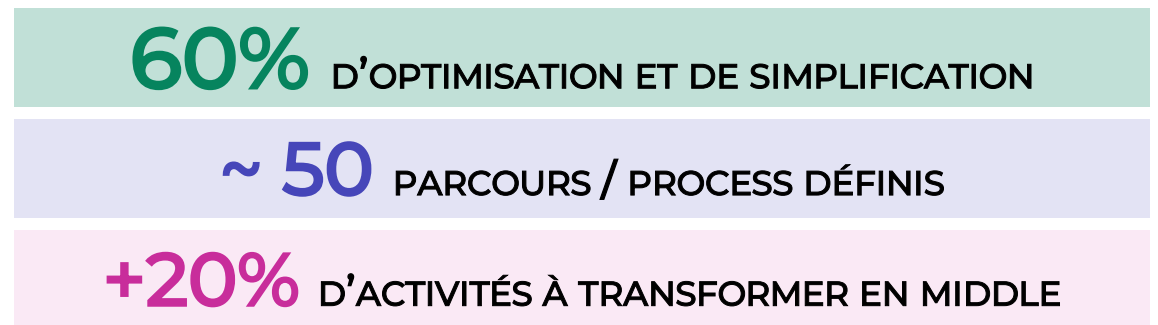 60% D'OPTIMISATION ET DE SIMPLIFICATION
~ 50 PARCOURS / PROCESS DÉFINIS
+20% D'ACTIVITÉS À TRANSFORMER EN MIDDLE